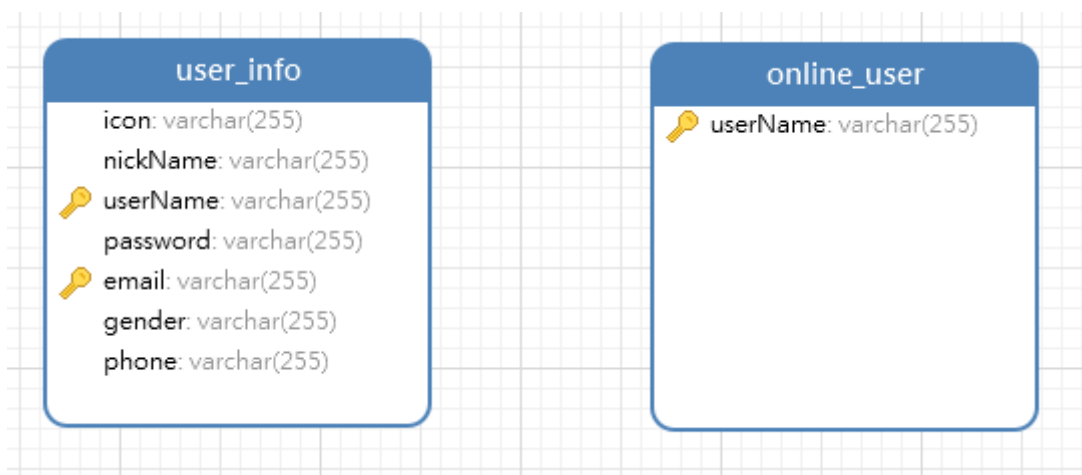 user_info
icon: varchar(255)
nickName: varchar(255)
userName: varchar(255)
password: varchar(255)
email: varchar(255)
gender: varchar(255)
phone: varchar(255)
online_user
userName: varchar(255)